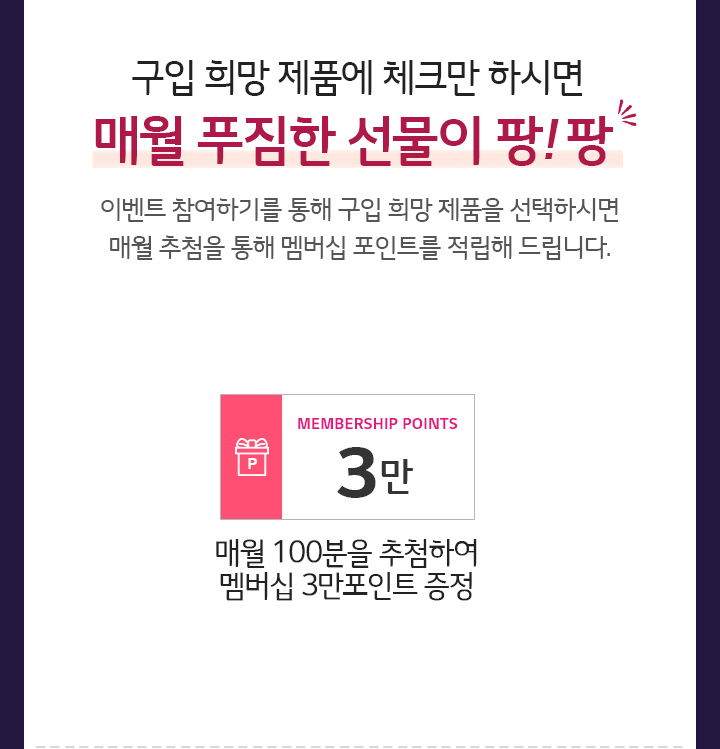 구입 희망 제품에 체크만 하시면
매월 푸짐한 선물이 팡! 팡
이벤트 참여하기를 통해 구입 희망 제품을 선택하시면
매월 추첨을 통해 멤버십 포인트를 적립해 드립니다.
MEMBERSHIP POINTS
P
3만
매월 100분을 추첨하여
멤버십 3만포인트 증정